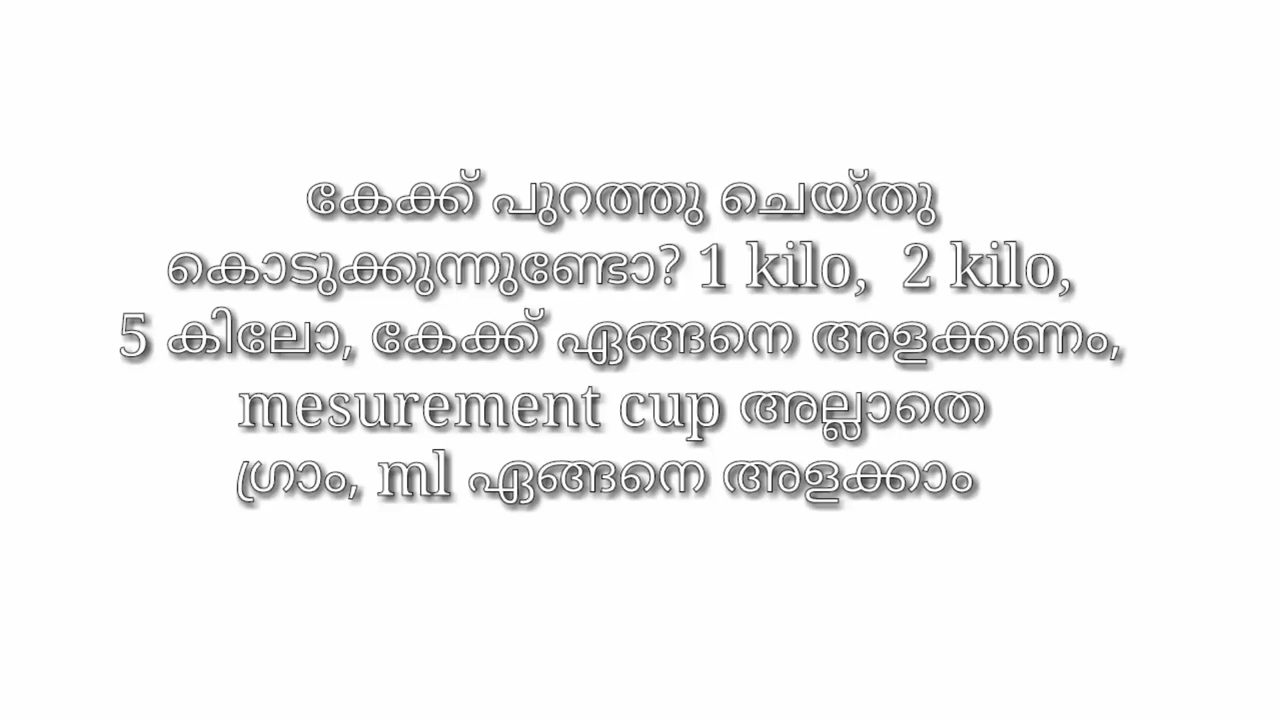 കേക്ക് പുറത്തു ചെയ്തു
കൊടുക്കുന്നുണ്ടോ? 1 kilo, 2 kilo,
5 കിലോ, കേക്ക് ഏങ്ങനെ അളക്കണം,
mesurement cup അല്ലാതെ
ഗ്രാം, ml ഏങ്ങനെ അളക്കാം